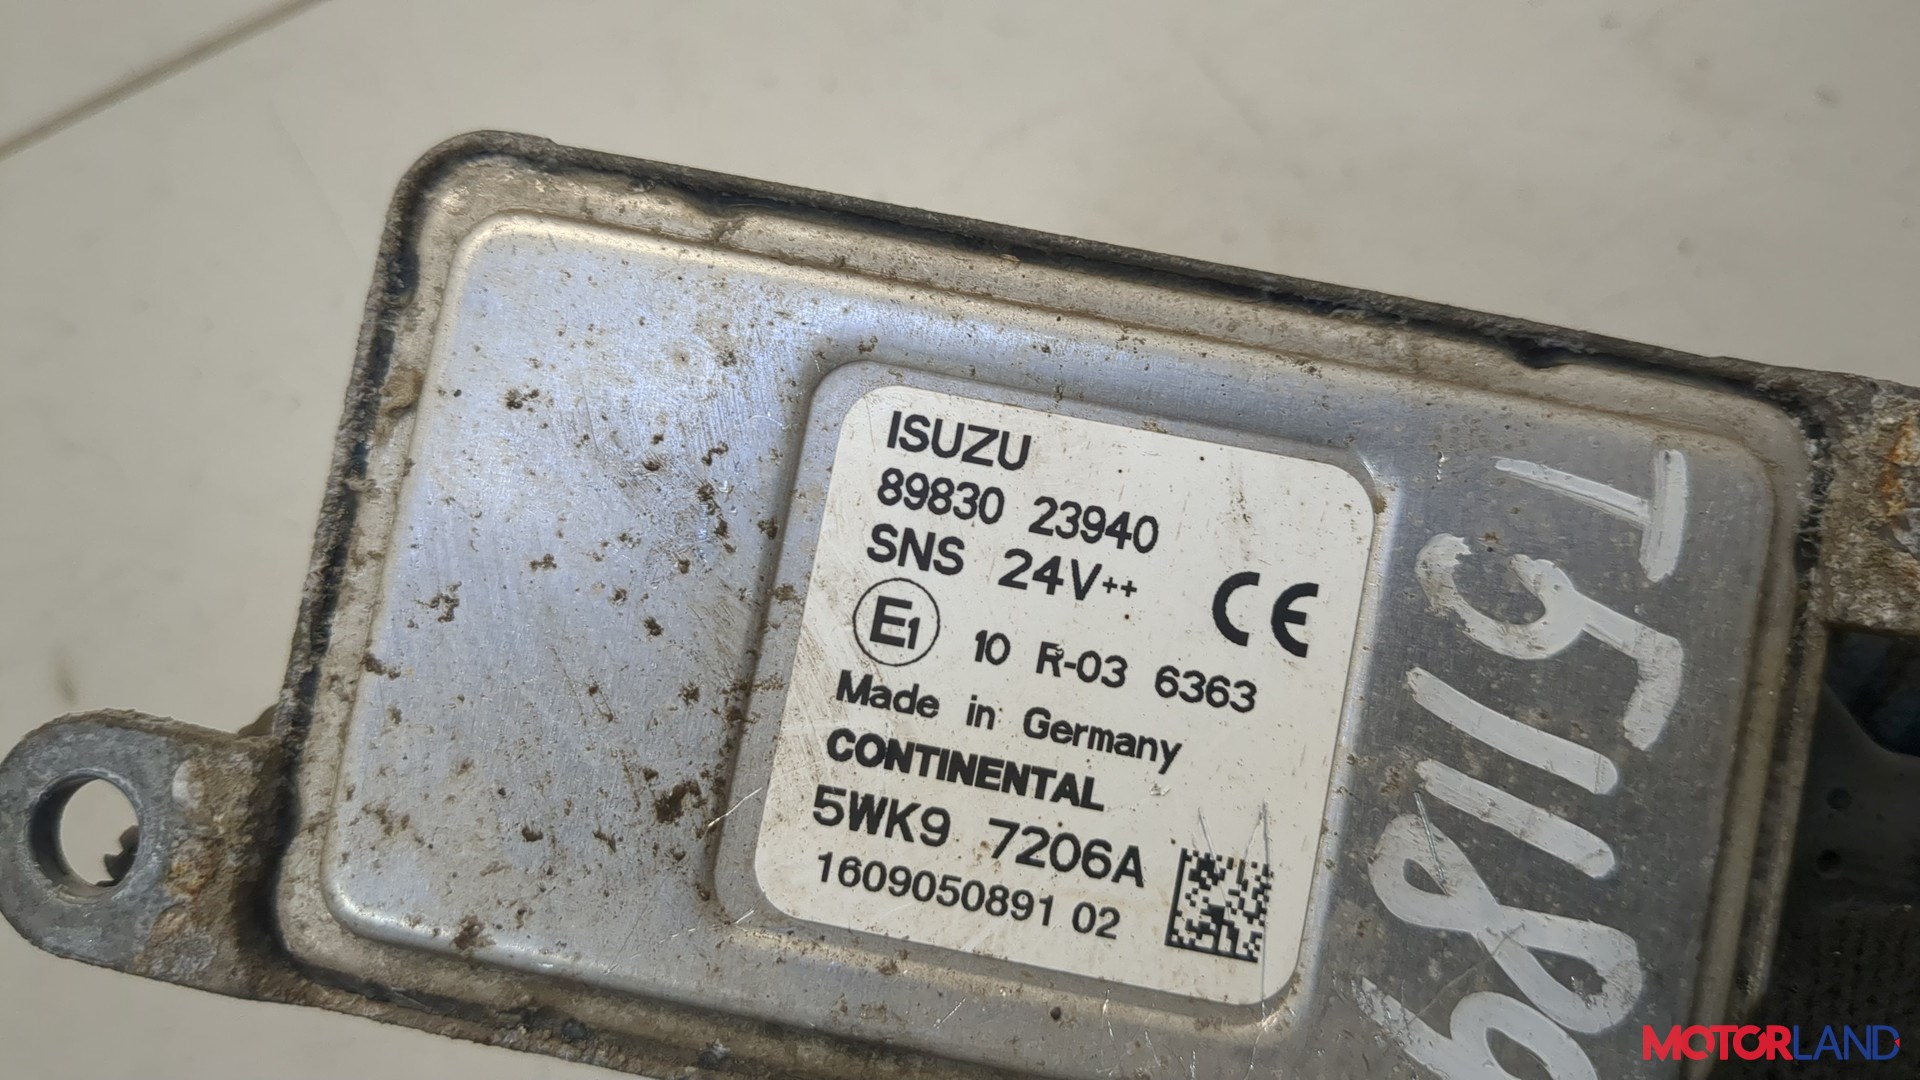 ISUZU
89830 23940
SNS 24V++
CE
E1 10 R-03 6363
Made in Germany
CONTINENTAL
5WK9 7206A
1609050891 02
T51189
MOTORLAND